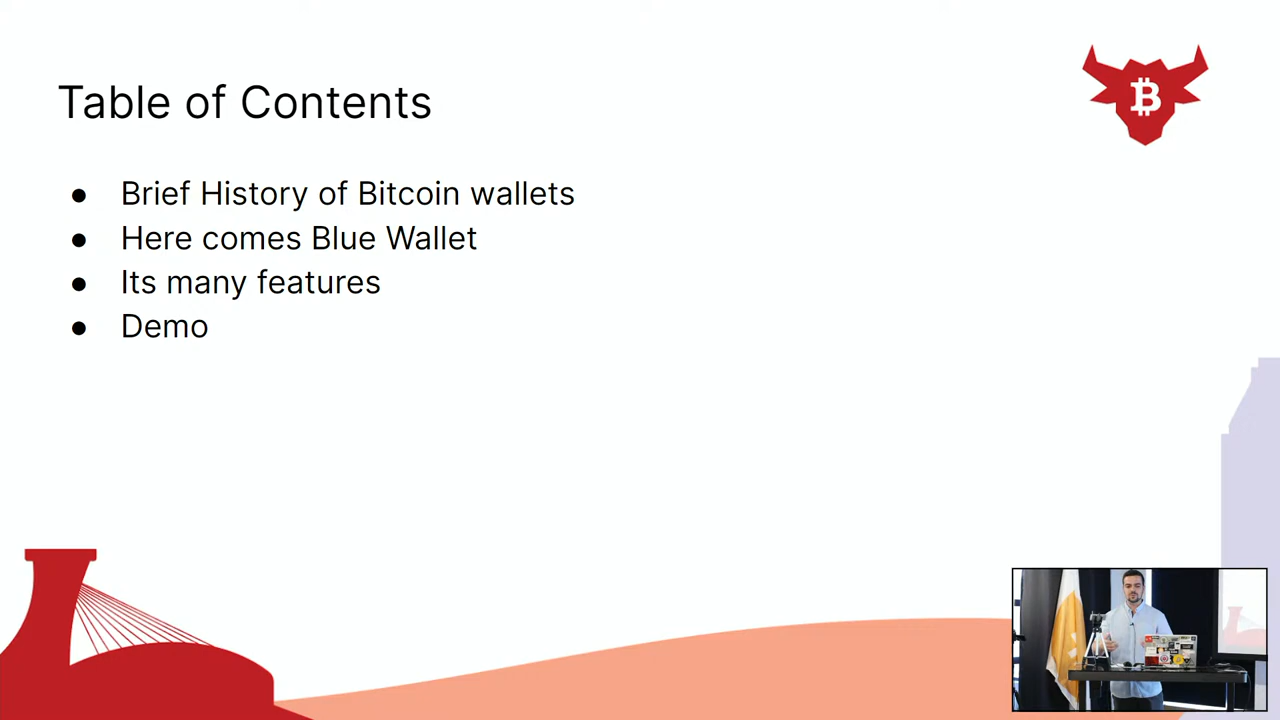 Table of Contents
● Brief History of Bitcoin wallets
● Here comes Blue Wallet
● Its many features
● Demo